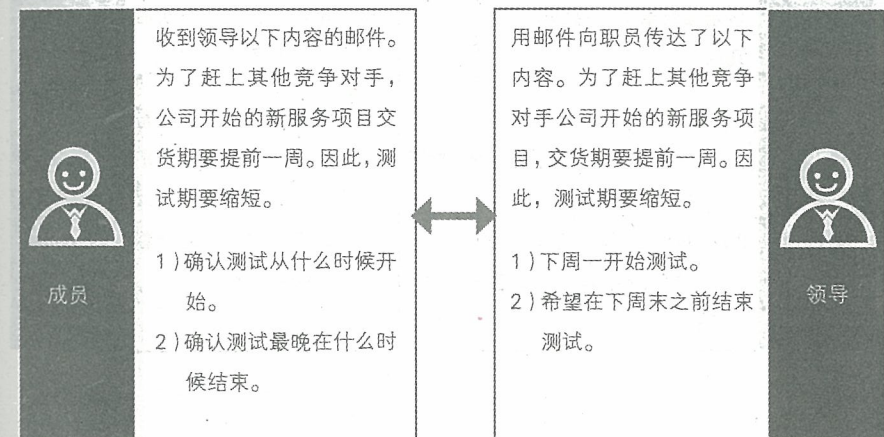 成员
收到领导以下内容的邮件。
为了赶上其他竞争对手，
公司开始的新服务项目交
货期要提前一周。因此，测
试期要缩短。
1）确认测试从什么时候开
始。
2）确认测试最晚在什么时
候结束。
用邮件向职员传达了以下
内容。为了赶上其他竞争
对手公司开始的新服务项
目，交货期要提前一周。因
此，测试期要缩短。
1）下周一开始测试。
2）希望在下周末之前结束
测试。
领导